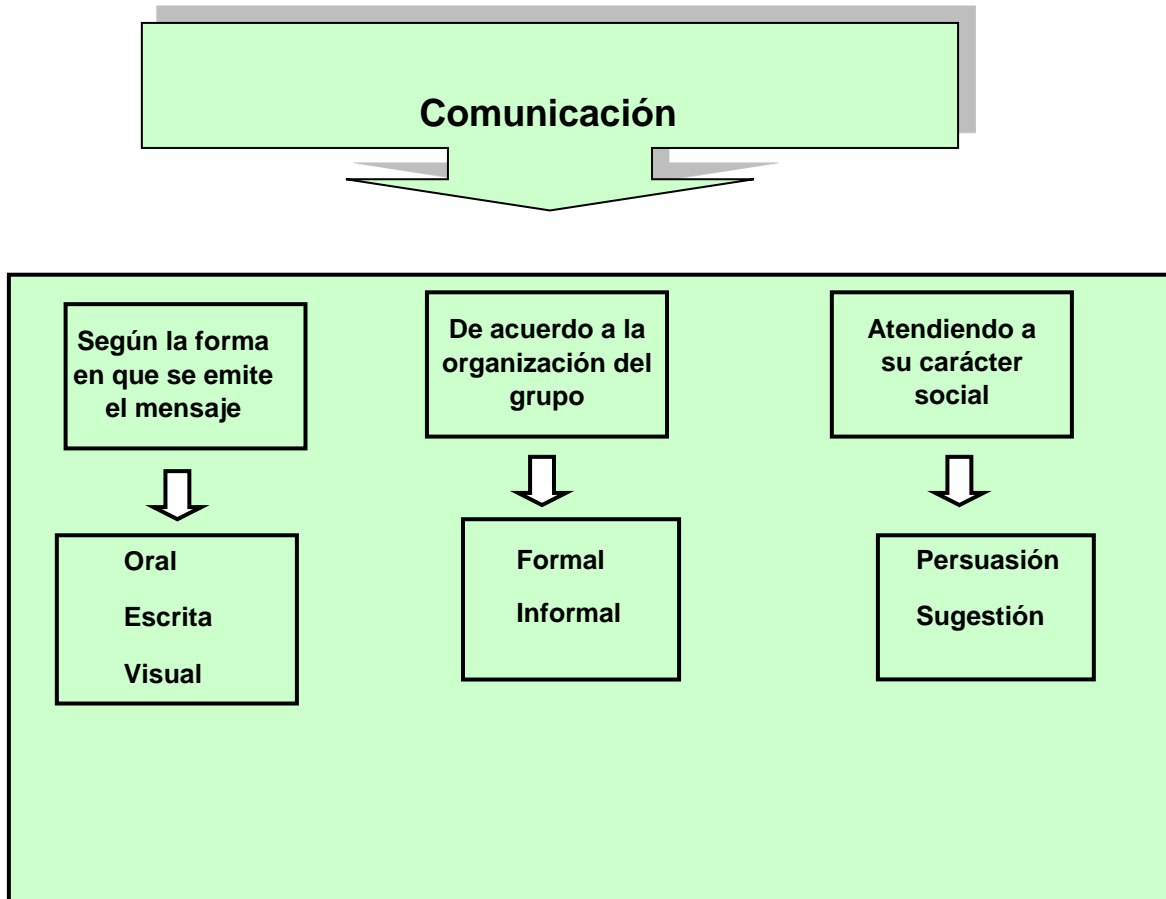 Comunicación
Según la forma
en que se emite
el mensaje
De acuerdo a la
organización del
grupo
Atendiendo a
su carácter
social
Oral
Escrita
Visual
Formal
Informal
Persuasión
Sugestión